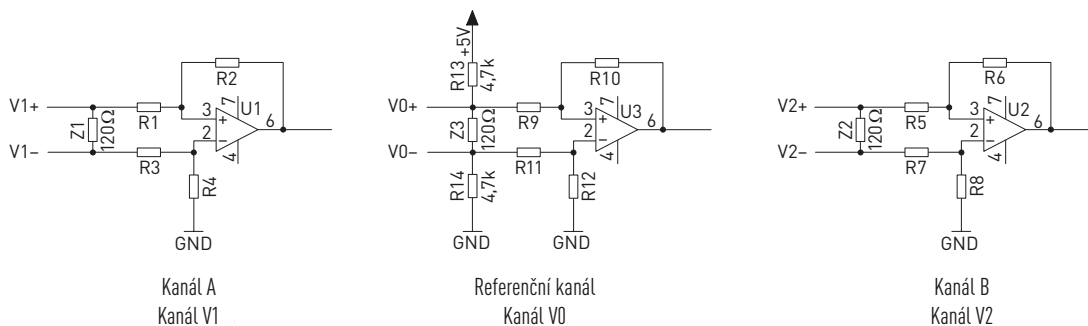 V1+
V1−
Z1
120Ω
R1
R3
R2
R4
3
2
7
4
6
U1
+
−
GND
Kanál A
Kanál V1
+5V
R13
4,7k
V0+
V0−
Z3
120Ω
R14
4,7k
GND
R9
R11
R10
R12
3
2
6
U3
+
−
GND
Referenční kanál
Kanál V0
V2+
V2−
Z2
120Ω
R5
R7
R6
R8
3
2
7
4
6
U2
+
−
GND
Kanál B
Kanál V2